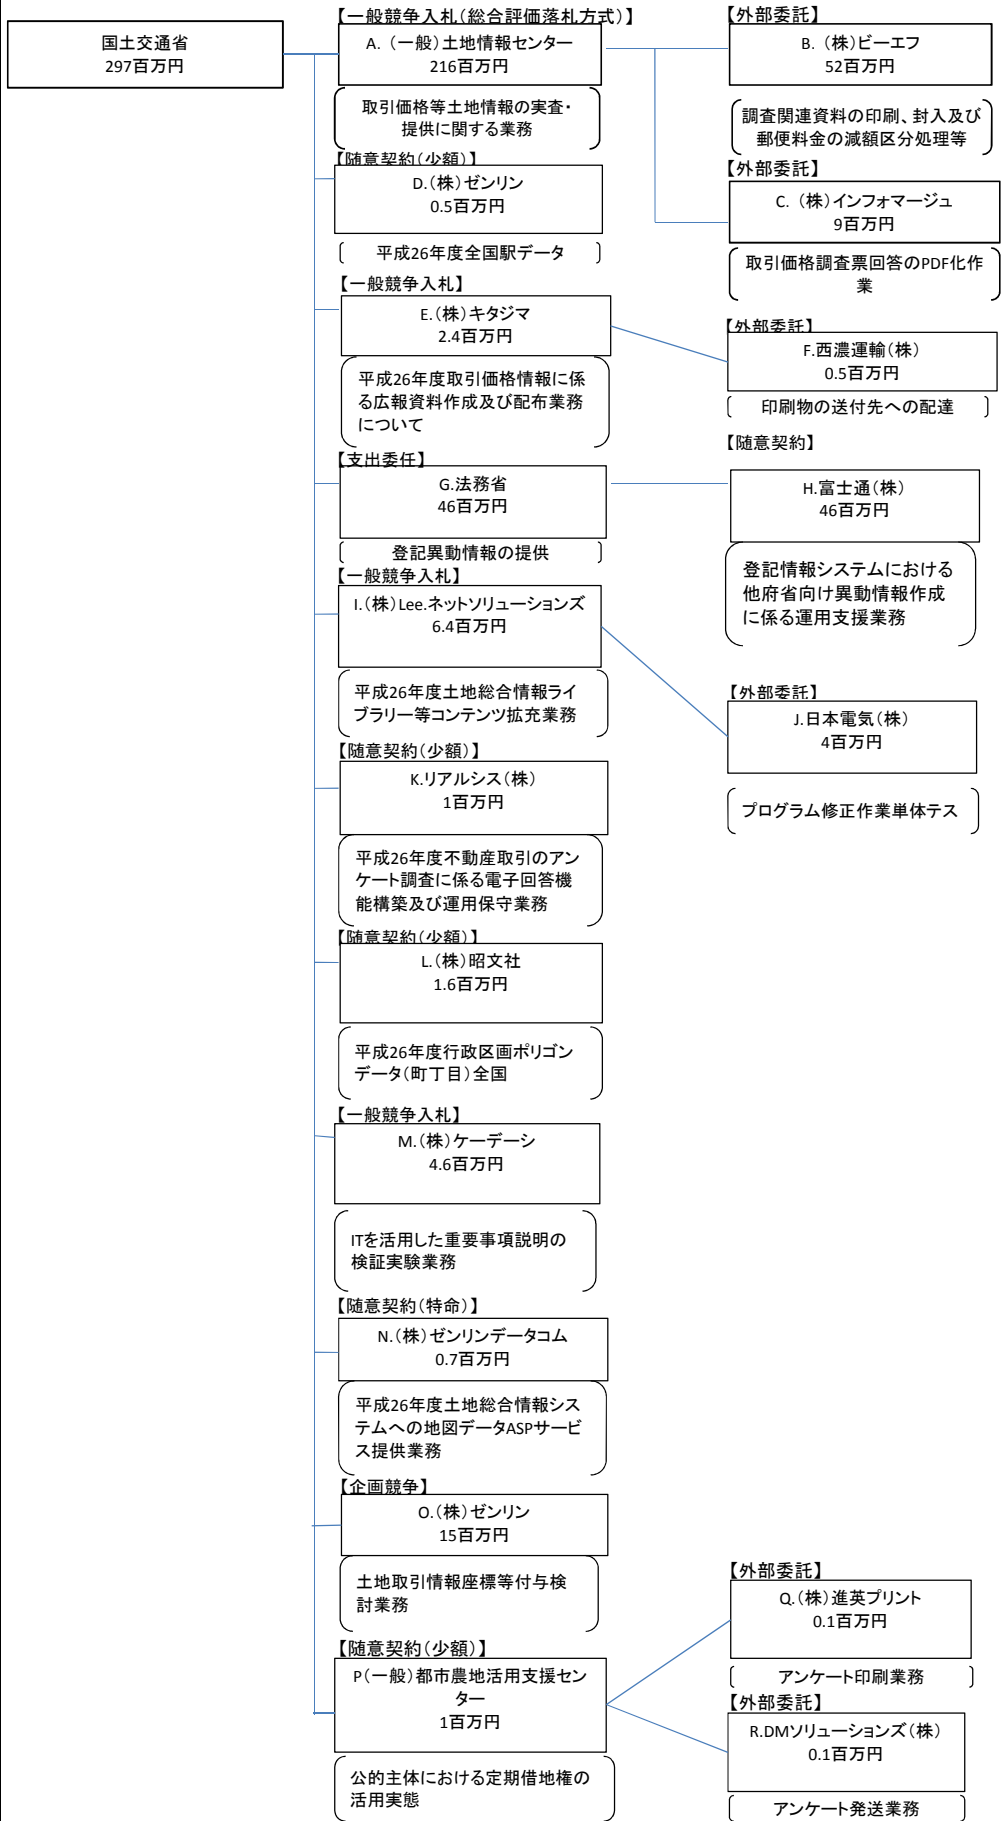 国土交通省
297百万円
【一般競争入札(総合評価落札方式)】
A. (一般)土地情報センター
216百万円
取引価格等土地情報の実査・
提供に関する業務
【外部委託】
B. (株)ビーエフ
52百万円
調査関連資料の印刷、封入及び
郵便料金の減額区分処理等
【外部委託】
C. (株)インフォマージュ
9百万円
取引価格調査票回答のPDF化作
業
【随意契約(少額)】
D.(株)ゼンリン
0.5百万円
平成26年度全国駅データ
【一般競争入札】
E.(株)キタジマ
2.4百万円
平成26年度取引価格情報に係
る広報資料作成及び配布業務
について
【外部委託】
F.西濃運輸(株)
0.5百万円
印刷物の送付先への配達
【支出委任】
G.法務省
46百万円
登記異動情報の提供
【随意契約】
H.富士通(株)
46百万円
登記情報システムにおける
他府省向け異動情報作成
に係る運用支援業務
【一般競争入札】
I.(株)Lee.ネットソリューションズ
6.4百万円
平成26年度土地総合情報ライ
ブラリー等コンテンツ拡充業務
【外部委託】
J.日本電気(株)
4百万円
プログラム修正作業単体テス
【随意契約(少額)】
K.リアルシス(株)
1百万円
平成26年度不動産取引のアン
ケート調査に係る電子回答機
能構築及び運用保守業務
【随意契約(少額)】
L.(株)昭文社
1.6百万円
平成26年度行政区画ポリゴン
データ(町丁目)全国
【一般競争入札】
M.(株)ケーデーシ
4.6百万円
ITを活用した重要事項説明の
検証実験業務
【随意契約(特命)】
N.(株)ゼンリンデータコム
0.7百万円
平成26年度土地総合情報シス
テムへの地図データASPサービ
ス提供業務
【企画競争】
O.(株)ゼンリン
15百万円
土地取引情報座標等付与検
討業務
【随意契約(少額)】
P(一般)都市農地活用支援セン
ター
1百万円
公的主体における定期借地権の
活用実態
【外部委託】
Q.(株)進英プリント
0.1百万円
アンケート印刷業務
【外部委託】
R.DMソリューションズ(株)
0.1百万円
アンケート発送業務